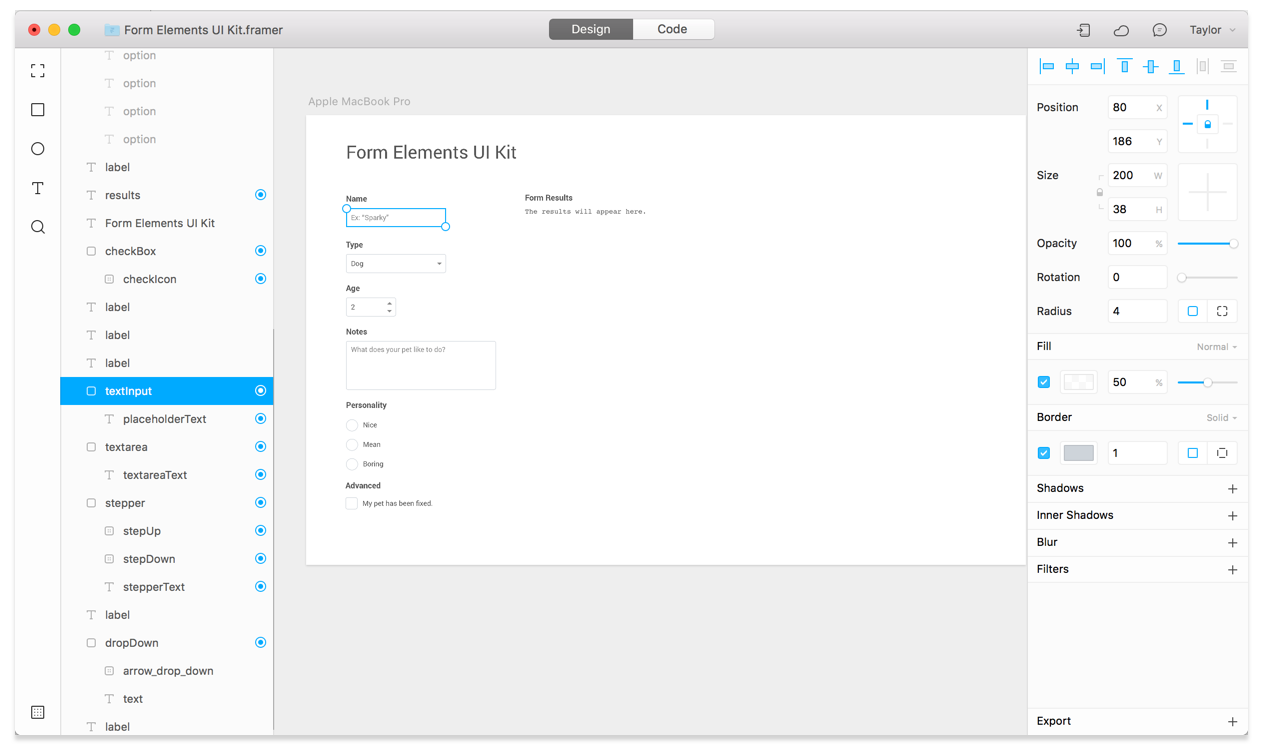 Form Elements UI Kit.framer
Design
Code
Taylor
option
option
option
option
label
results
Form Elements UI Kit
checkBox
checkIcon
label
label
label
textInput
placeholderText
textarea
textareaText
stepper
stepUp
stepDown
stepperText
label
dropDown
arrow_drop_down
text
label
Apple MacBook Pro
Form Elements UI Kit
Name
Ex: "Sparky"
Type
Dog
Age
2
Notes
What does your pet like to do?
Personality
Nice
Mean
Boring
Advanced
My pet has been fixed.
Form Results
The results will appear here.
Position 80 X
186 Y
Size 200 W
38 H
Opacity 100 %
Rotation 0
Radius 4
Fill Normal
50 %
Border Solid
1
Shadows
Inner Shadows
Blur
Filters
Export